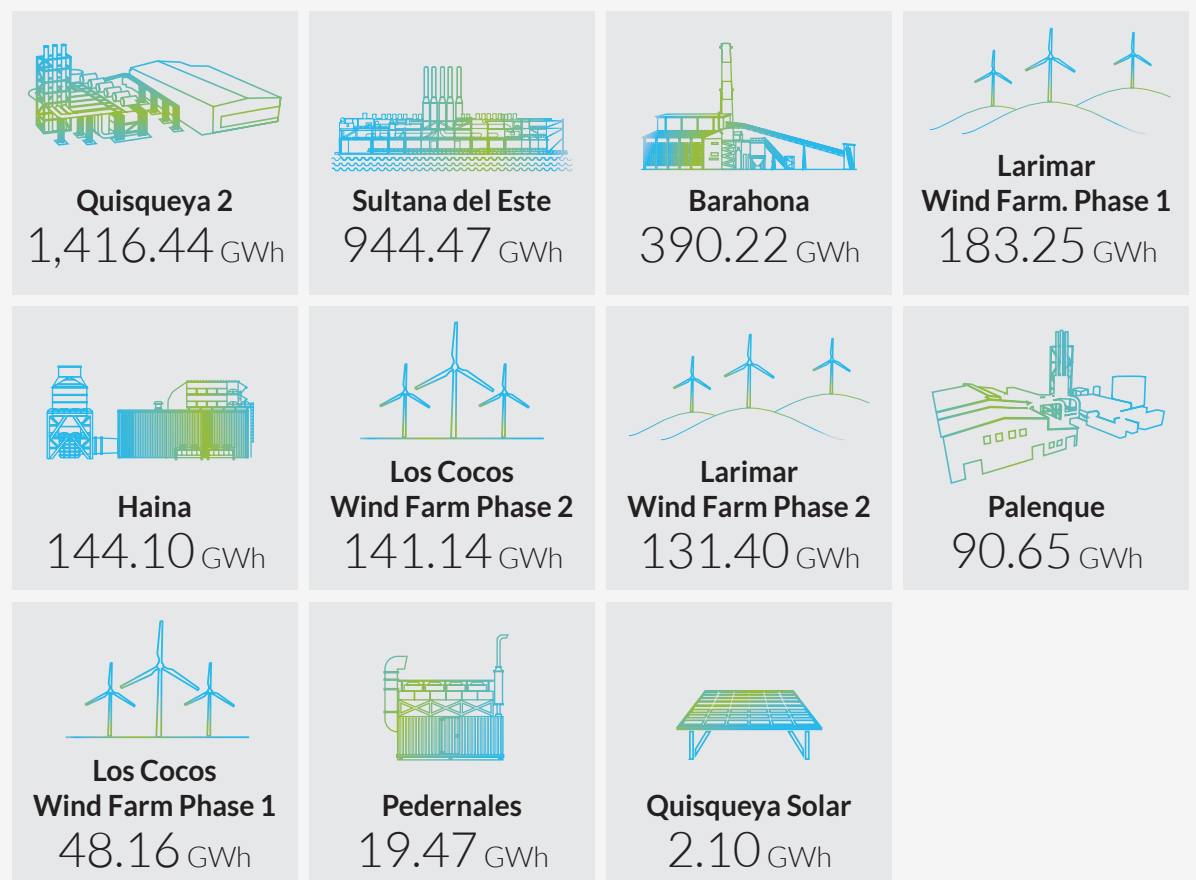 Quisqueya 2
1,416.44 GWh
Sultana del Este
944.47 GWh
Barahona
390.22 GWh
Larimar
Wind Farm. Phase 1
183.25 GWh
Haina
144.10 GWh
Los Cocos
Wind Farm Phase 2
141.14 GWh
Larimar
Wind Farm Phase 2
131.40 GWh
Palenque
90.65 GWh
Los Cocos
Wind Farm Phase 1
48.16 GWh
Pedernales
19.47 GWh
Quisqueya Solar
2.10 GWh